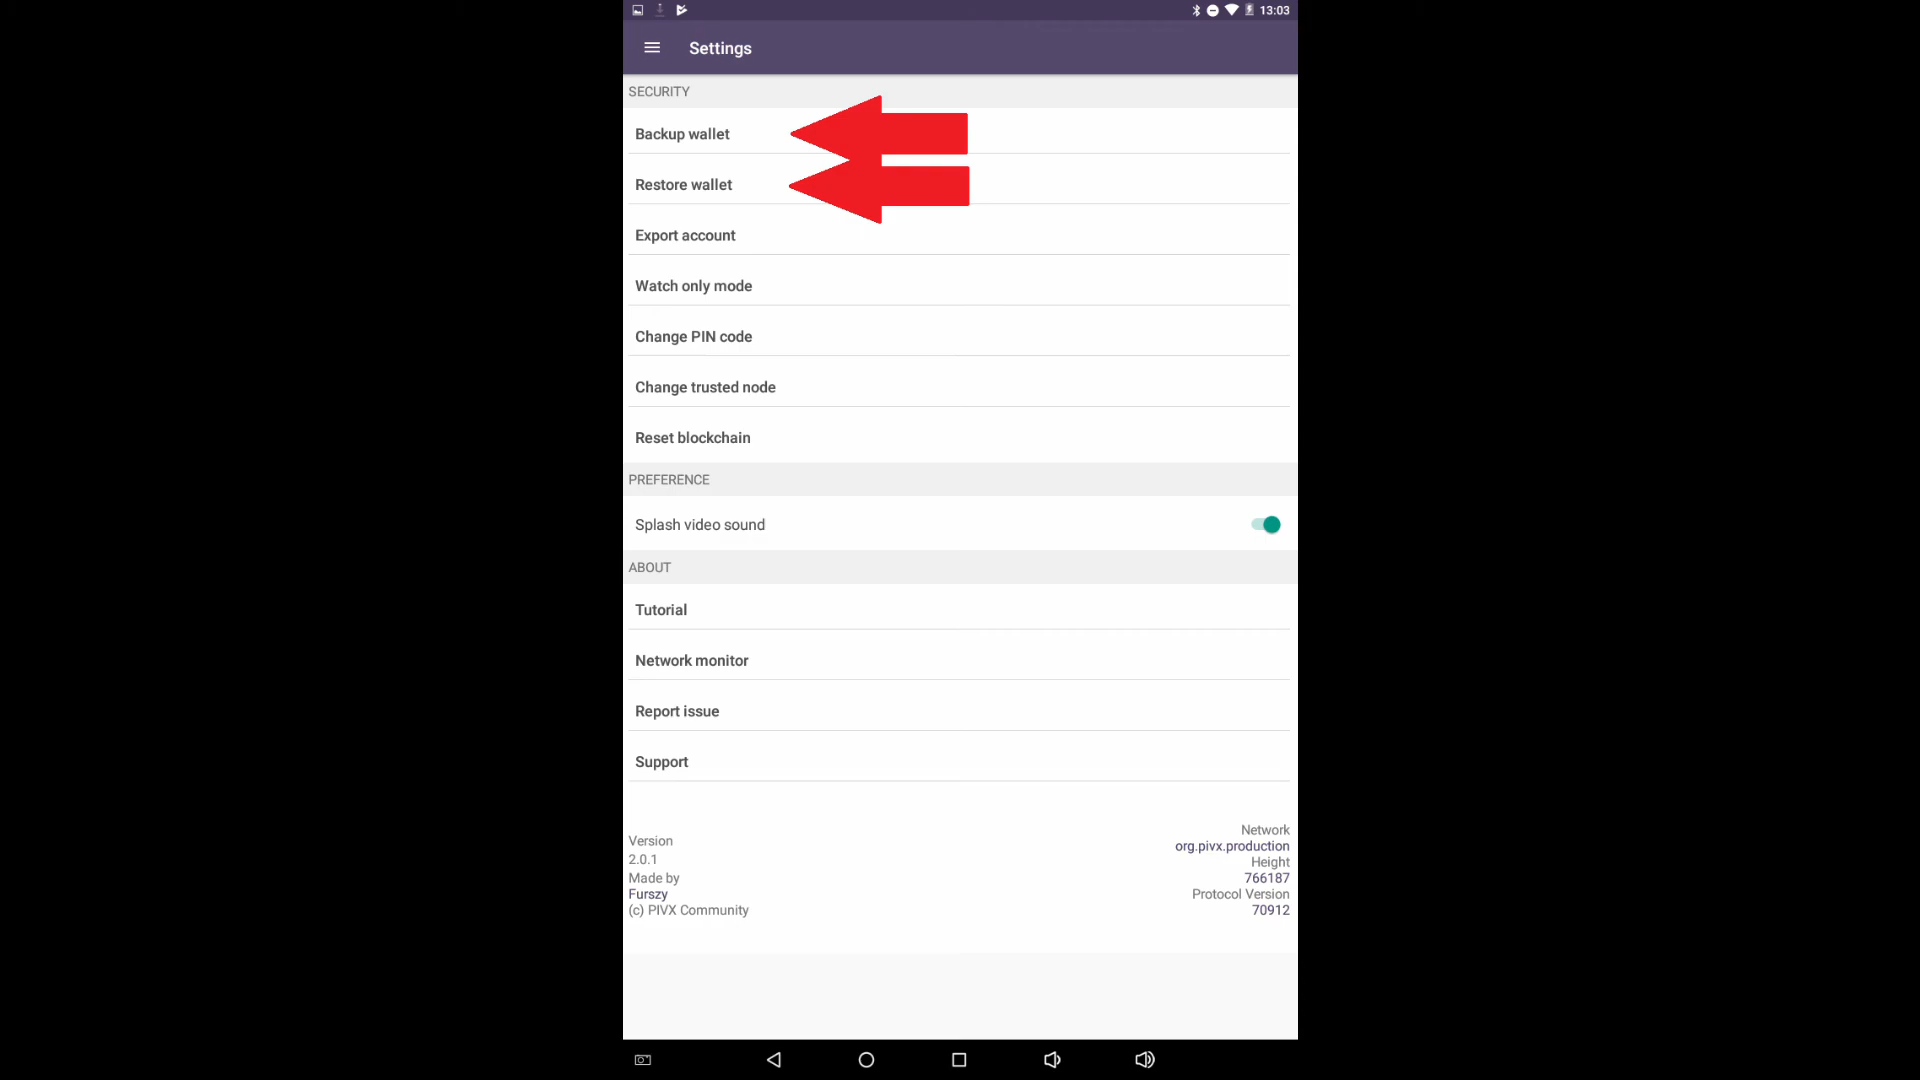 13:03
Settings
SECURITY
Backup wallet
Restore wallet
Export account
Watch only mode
Change PIN code
Change trusted node
Reset blockchain
PREFERENCE
Splash video sound
ABOUT
Tutorial
Network monitor
Report issue
Support
Version
2.0.1
Made by
Furszy
(c) PIVX Community
Network
org.pivx.production
Height
766187
Protocol Version
70912